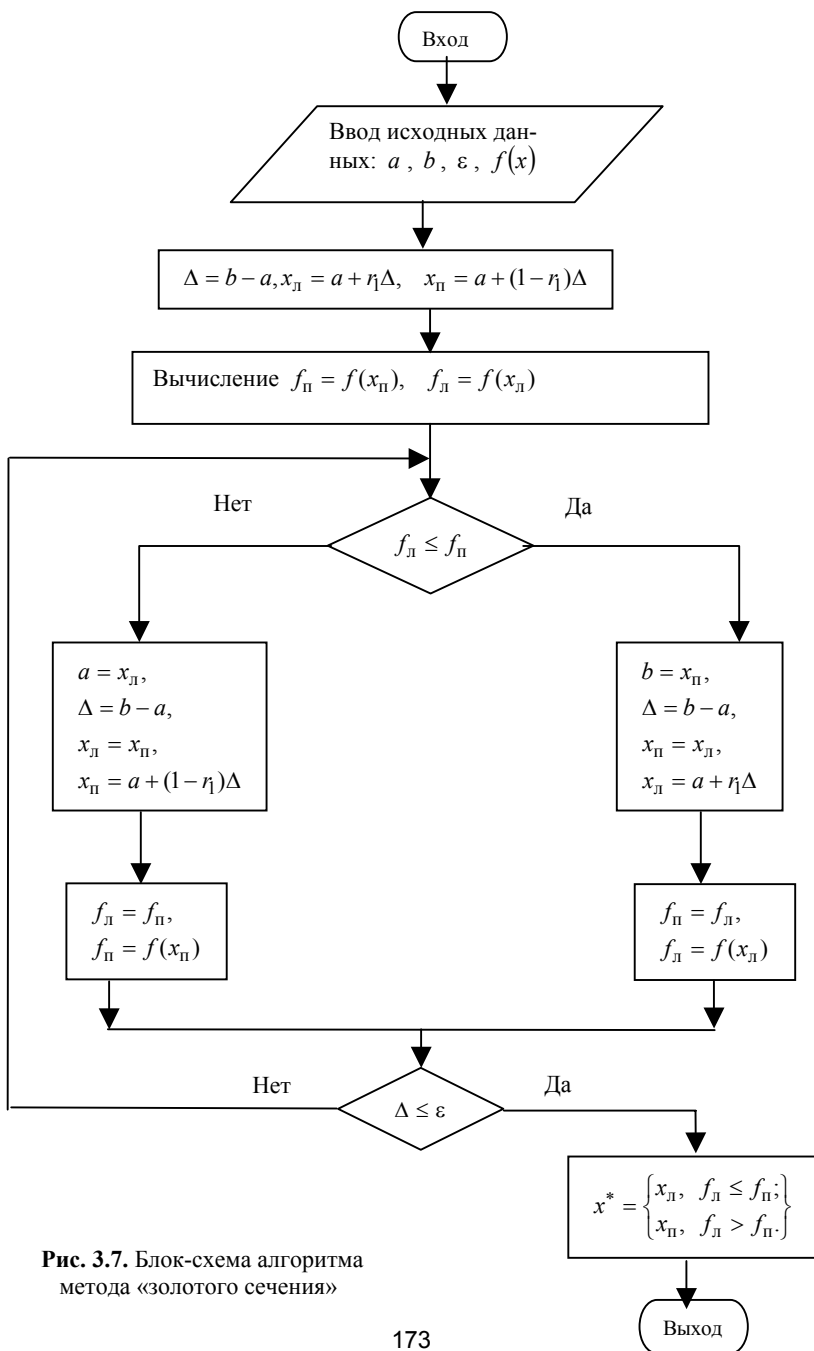 Вход
Ввод исходных дан-
ных: a , b , ε , f(x)
Δ = b − a, xл = a + r₁Δ, xп = a + (1 − r₁)Δ
Вычисление fп = f(xп), fл = f(xл)
Нет
Да
fл ≤ fп
a = xл,
Δ = b − a,
xл = xп,
xп = a + (1 − r₁)Δ
b = xп,
Δ = b − a,
xп = xл,
xл = a + r₁Δ
fл = fп,
fп = f(xп)
fп = fл,
fл = f(xл)
Нет
Да
Δ ≤ ε
x* = {xл, fл ≤ fп;
xп, fл > fп.}
Рис. 3.7. Блок-схема алгоритма
метода «золотого сечения»
Выход
173